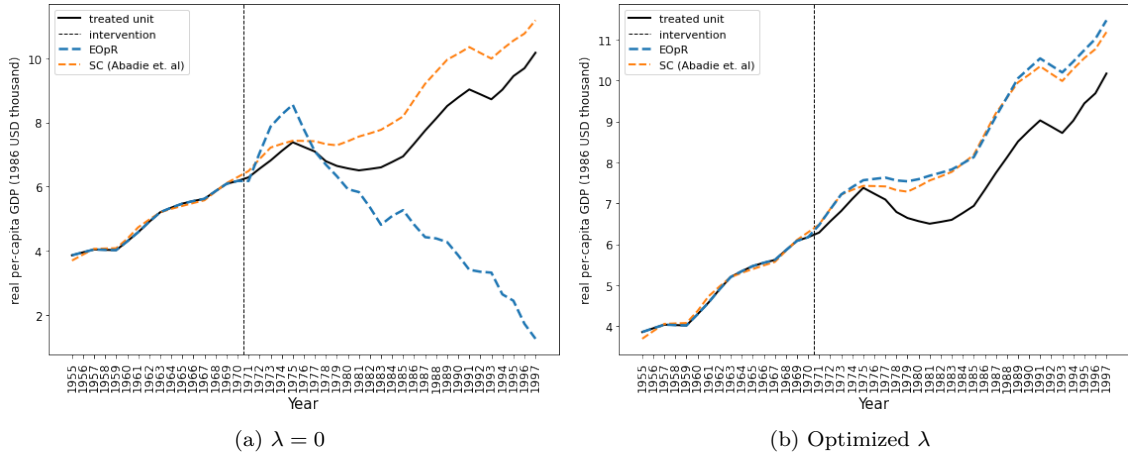 treated unit
intervention
EOpR
SC (Abadie et. al)
real per-capita GDP (1986 USD thousand)
10
8
6
4
2
1955 1956 1957 1958 1959 1960 1961 1962 1963 1964 1965 1966 1967 1968 1969 1970 1971 1972 1973 1974 1975 1976 1977 1978 1979 1980 1981 1982 1983 1984 1985 1986 1987 1988 1989 1990 1991 1992 1993 1994 1995 1996 1997
Year
(a) λ = 0
treated unit
intervention
EOpR
SC (Abadie et. al)
real per-capita GDP (1986 USD thousand)
11
10
9
8
7
6
5
4
1955 1956 1957 1958 1959 1960 1961 1962 1963 1964 1965 1966 1967 1968 1969 1970 1971 1972 1973 1974 1975 1976 1977 1978 1979 1980 1981 1982 1983 1984 1985 1986 1987 1988 1989 1990 1991 1992 1993 1994 1995 1996 1997
Year
(b) Optimized λ